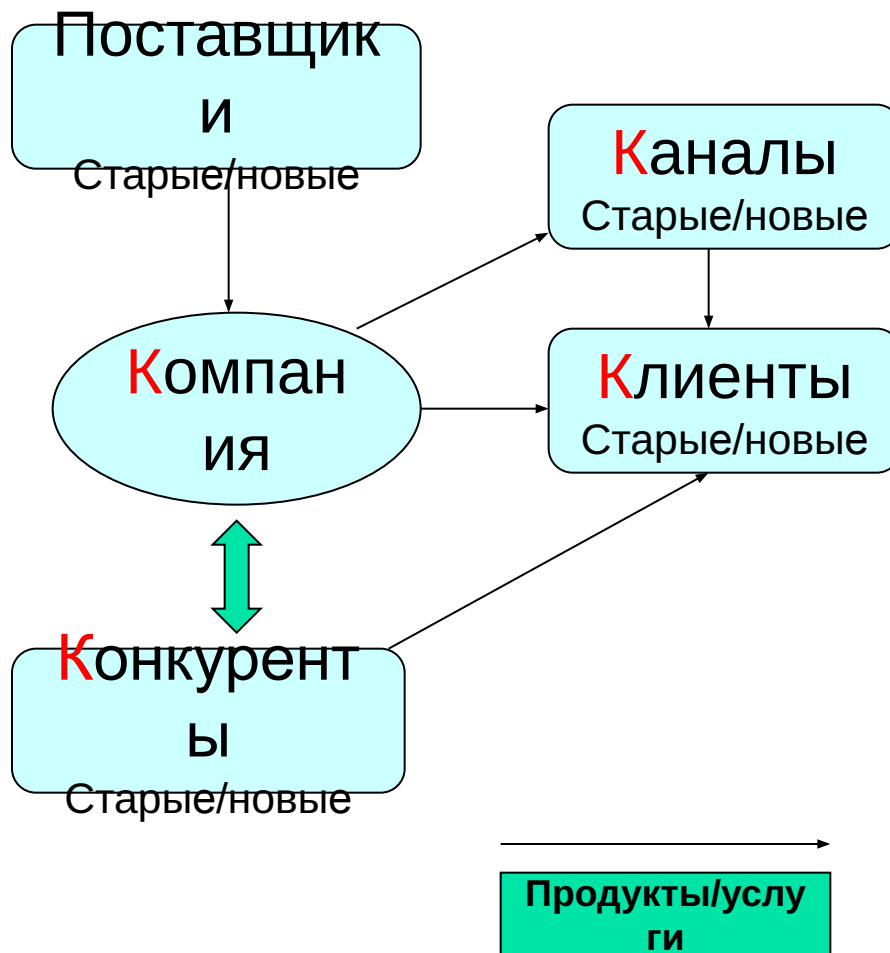 Поставщик
и
Старые/новые
Каналы
Старые/новые
Компан
ия
Клиенты
Старые/новые
Конкурент
ы
Старые/новые
Продукты/услу
ги